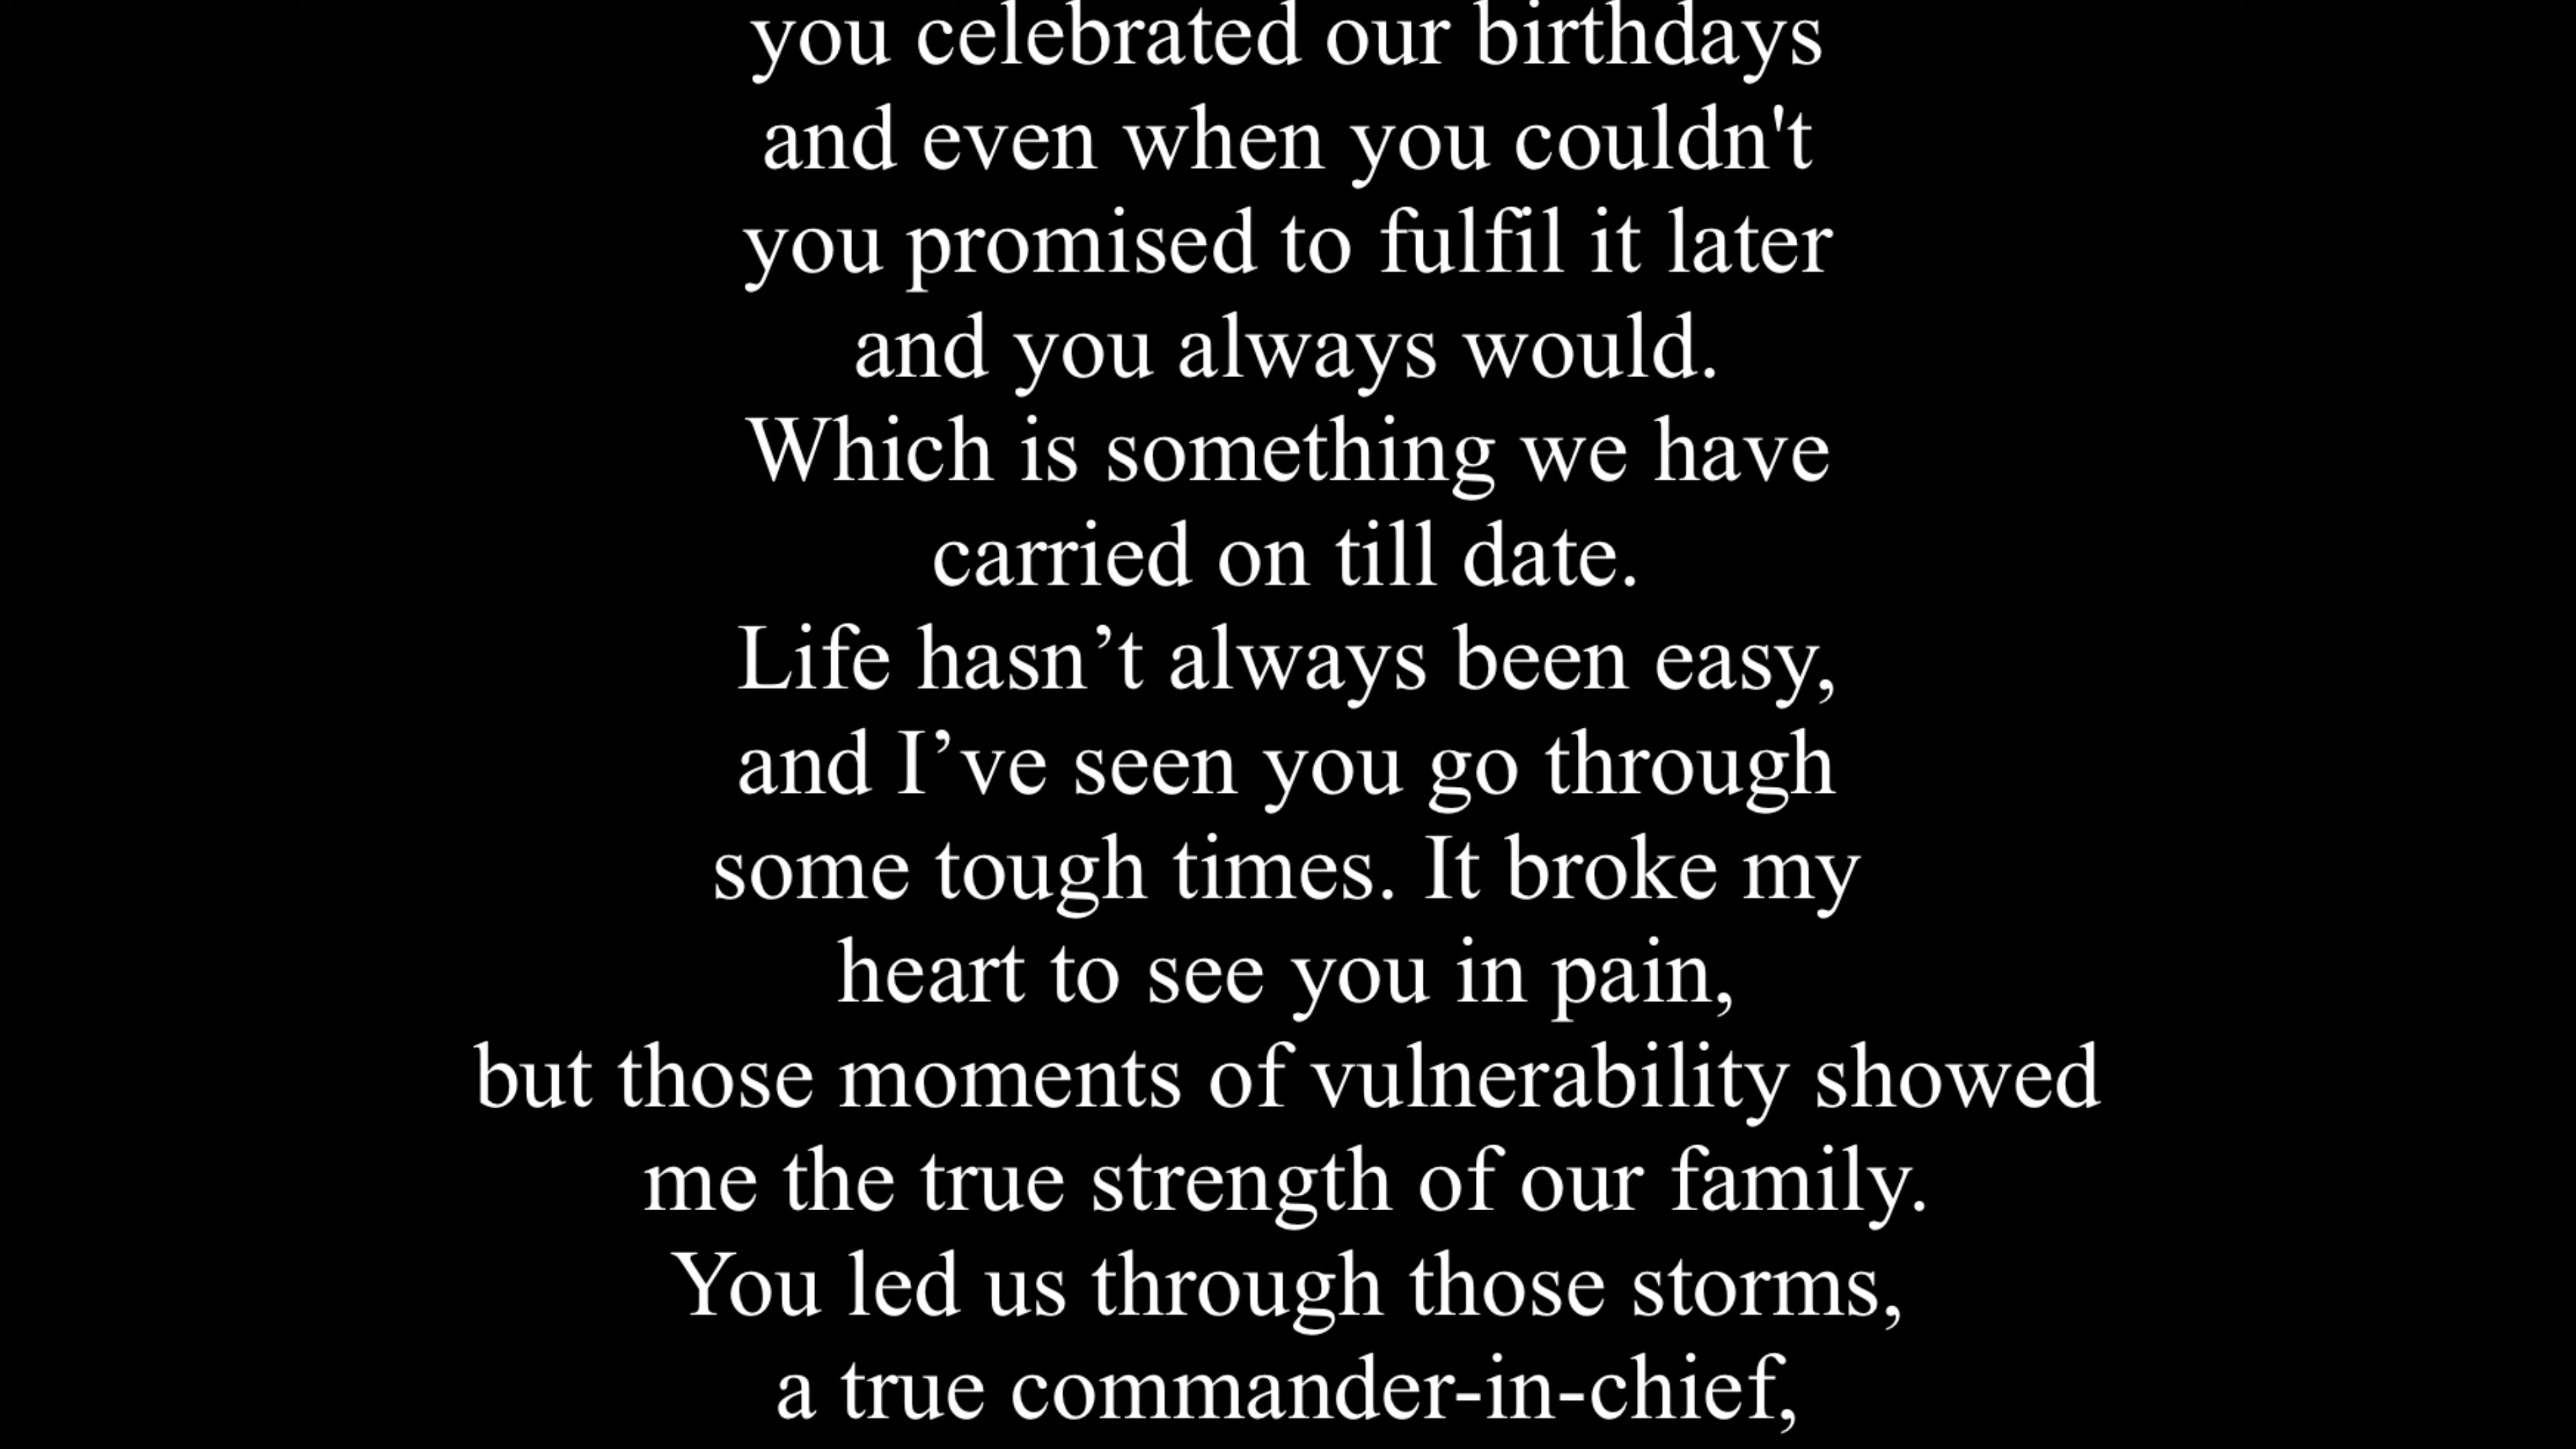 you celebrated our birthdays
and even when you couldn't
you promised to fulfil it later
and you always would.
Which is something we have
carried on till date.
Life hasn’t always been easy,
and I’ve seen you go through
some tough times. It broke my
heart to see you in pain,
but those moments of vulnerability showed
me the true strength of our family.
You led us through those storms,
a true commander-in-chief,